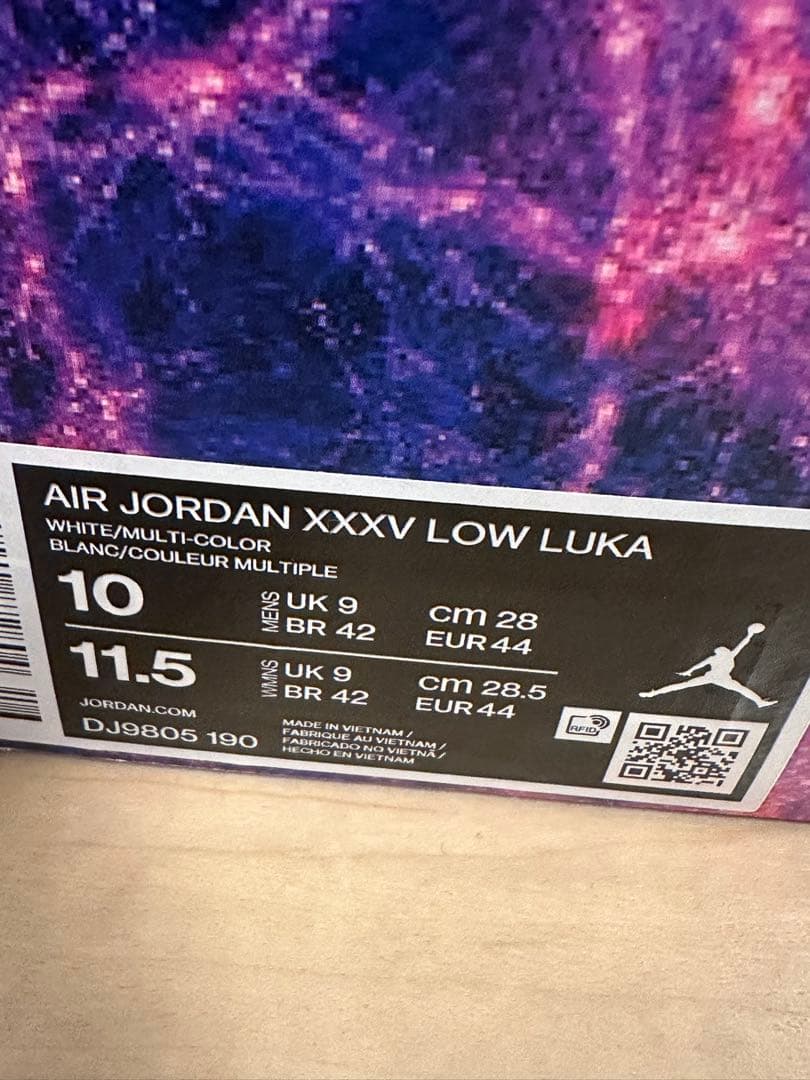 AIR JORDAN XXXV LOW LUKA
WHITE/MULTI-COLOR
BLANC/COULEUR MULTIPLE
10 MENS UK 9 cm 28
BR 42 EUR 44
11.5 WMNS UK 9 cm 28.5
BR 42 EUR 44
JORDAN.COM
DJ9805 190
MADE IN VIETNAM /
FABRIQUE AU VIETNAM /
FABRICADO NO VIETNÃ /
HECHO EN VIETNAM
RFID